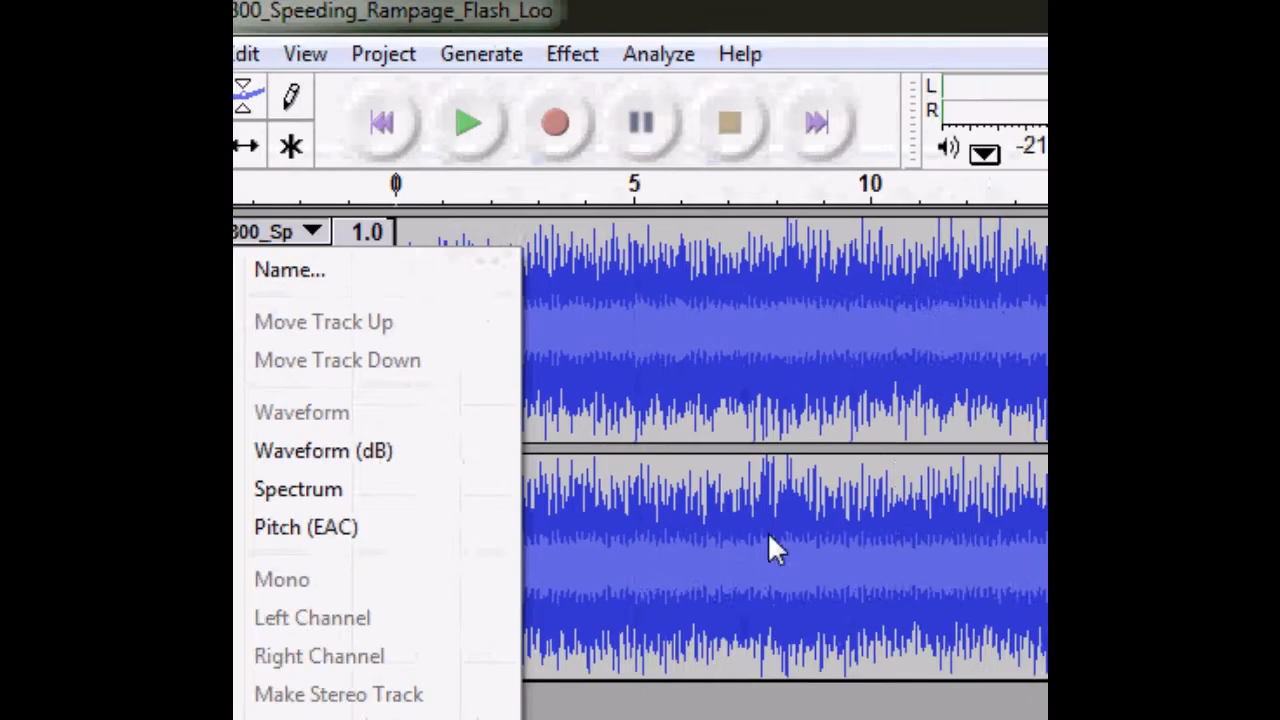 300_Speeding_Rampage_Flash_Loo
Edit View Project Generate Effect Analyze Help
L
R
-21
0 5 10
300_Sp 1.0
Name...
Move Track Up
Move Track Down
Waveform
Waveform (dB)
Spectrum
Pitch (EAC)
Mono
Left Channel
Right Channel
Make Stereo Track